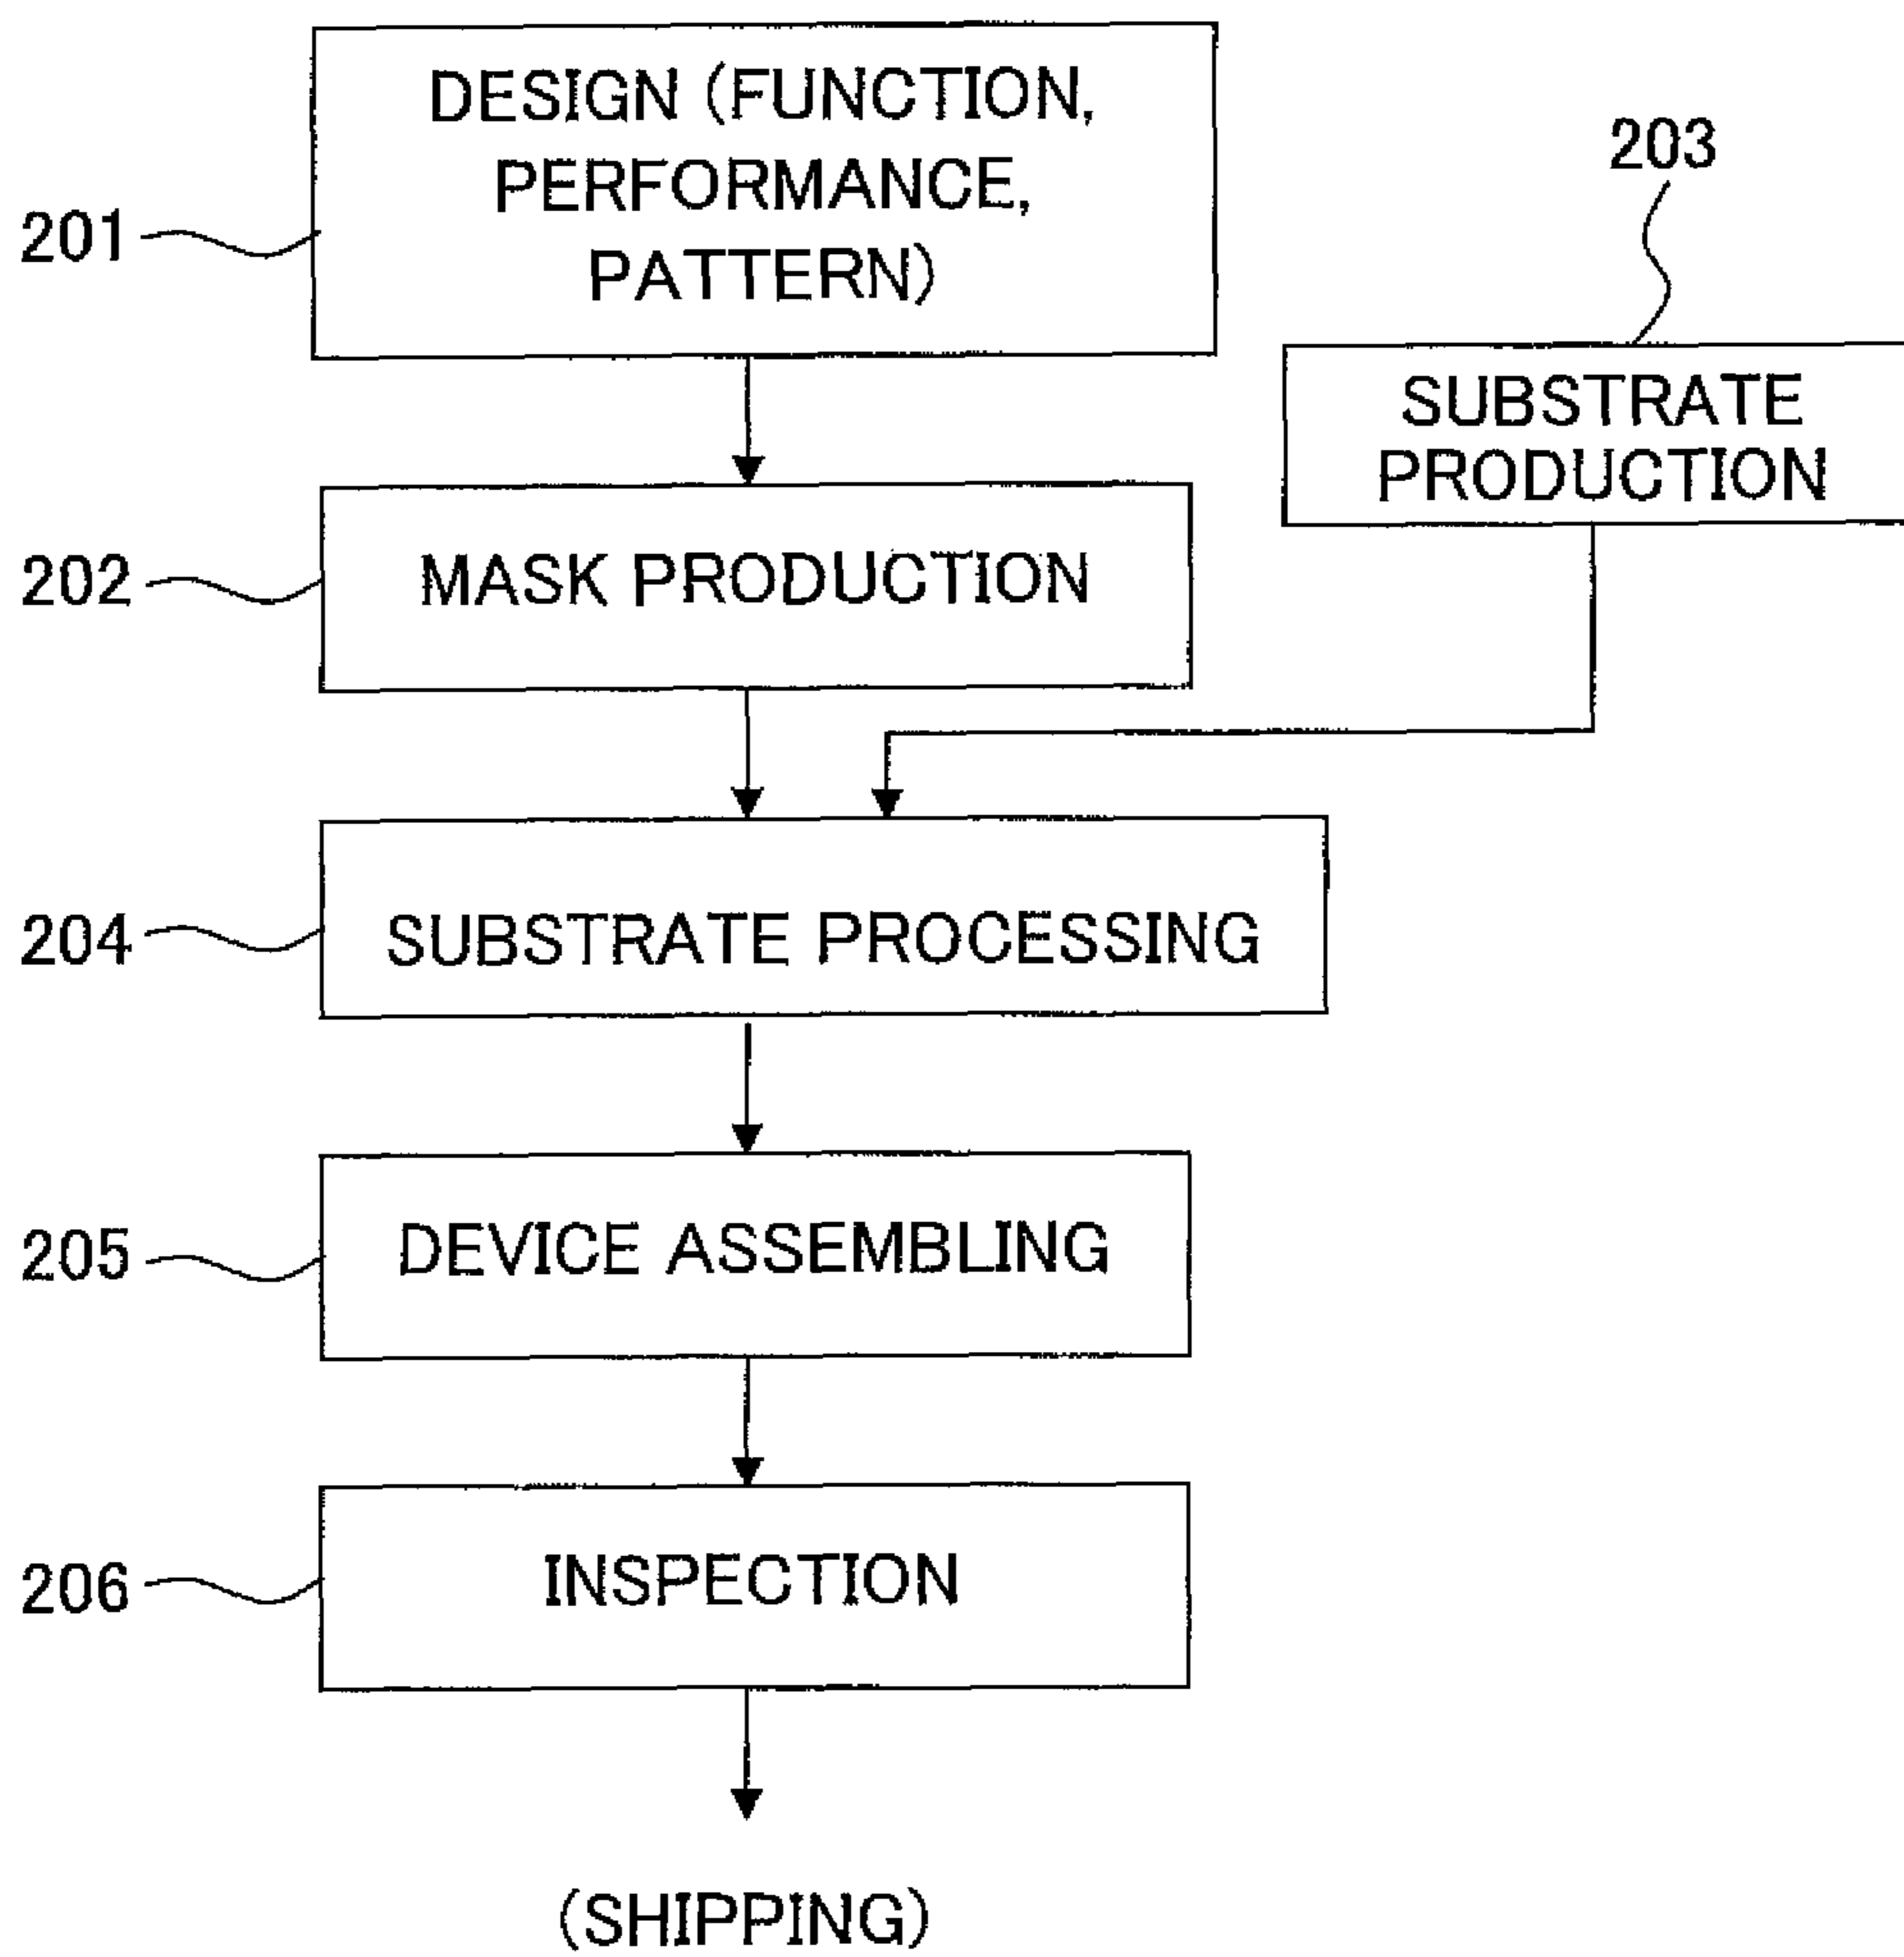 DESIGN (FUNCTION,
PERFORMANCE,
PATTERN)
201
203
SUBSTRATE
PRODUCTION
202
MASK PRODUCTION
204
SUBSTRATE PROCESSING
205
DEVICE ASSEMBLING
206
INSPECTION
(SHIPPING)